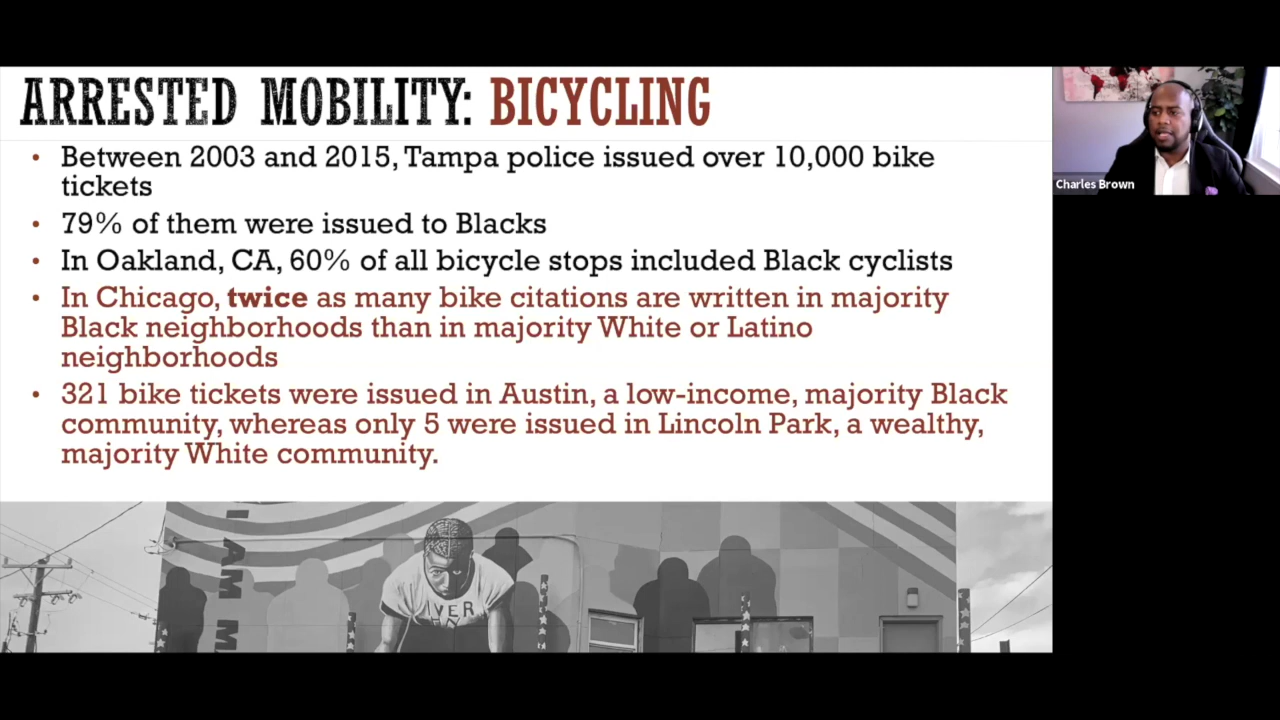 ARRESTED MOBILITY: BICYCLING
• Between 2003 and 2015, Tampa police issued over 10,000 bike
tickets
• 79% of them were issued to Blacks
• In Oakland, CA, 60% of all bicycle stops included Black cyclists
• In Chicago, twice as many bike citations are written in majority
Black neighborhoods than in majority White or Latino
neighborhoods
• 321 bike tickets were issued in Austin, a low-income, majority Black
community, whereas only 5 were issued in Lincoln Park, a wealthy,
majority White community.
Charles Brown
I AM